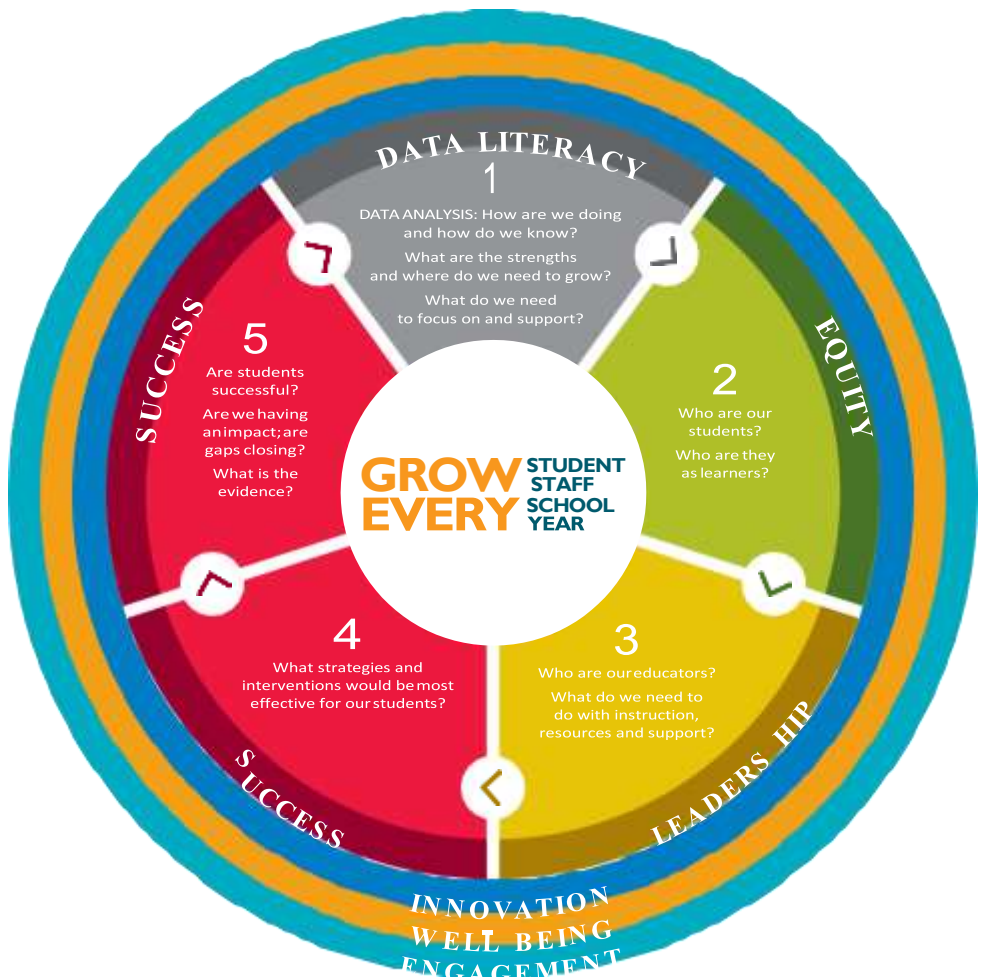 DATA LITERACY
1
DATA ANALYSIS: How are we doing
and how do we know?
What are the strengths
and where do we need to grow?
What do we need
to focus on and support?
EQUITY
2
Who are our
students?
Who are they
as learners?
LEADERSHIP
3
Who are our educators?
What do we need to
do with instruction,
resources and support?
SUCCESS
4
What strategies and
interventions would be most
effective for our students?
SUCCESS
5
Are students
successful?
Are we having
an impact; are
gaps closing?
What is the
evidence?
GROW
EVERY
STUDENT
STAFF
SCHOOL
YEAR
INNOVATION
WELL BEING
ENGAGEMENT